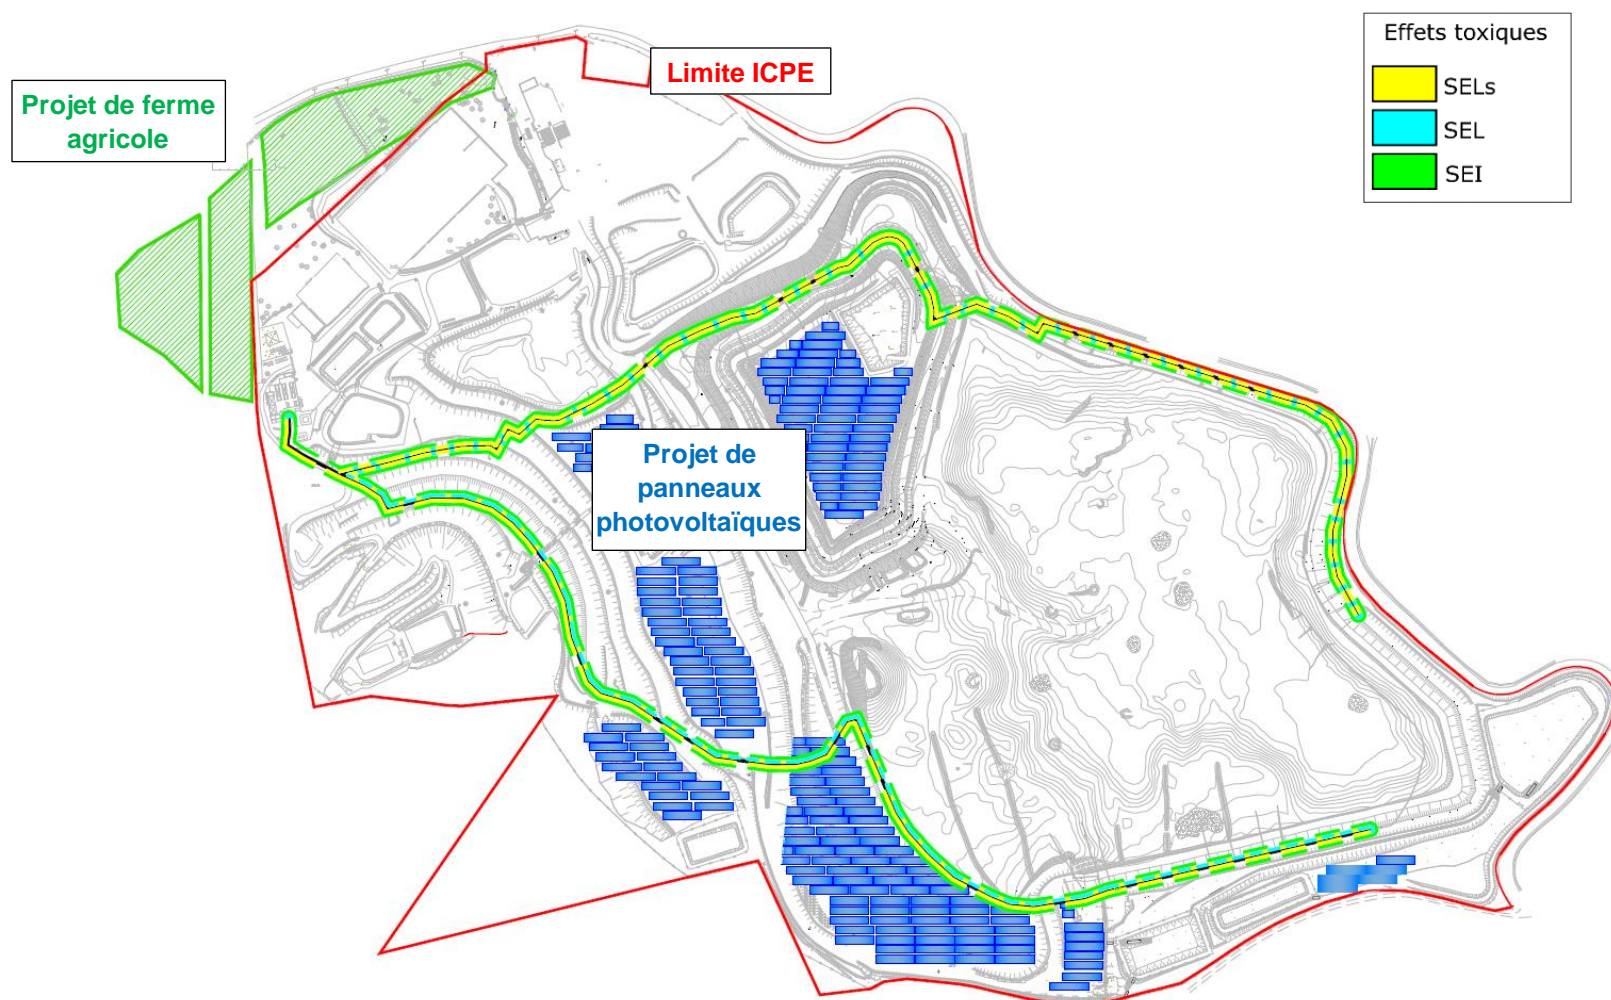 Effets toxiques
SELs
SEL
SEI
Limite ICPE
Projet de ferme
agricole
Projet de
panneaux
photovoltaïques